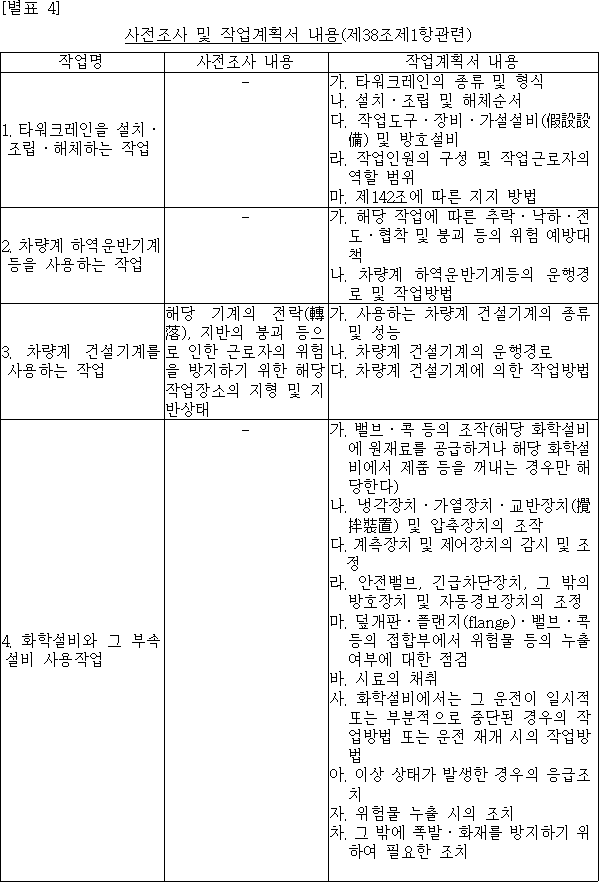 [별표 4]
사전조사 및 작업계획서 내용(제38조제1항관련)
작업명
사전조사 내용
작업계획서 내용
1. 타워크레인을 설치ㆍ
조립ㆍ해체하는 작업
-
가. 타워크레인의 종류 및 형식
나. 설치ㆍ조립 및 해체순서
다. 작업도구ㆍ장비ㆍ가설설비(假設設
備) 및 방호설비
라. 작업인원의 구성 및 작업근로자의
역할 범위
마. 제142조에 따른 지지 방법
2. 차량계 하역운반기계
등을 사용하는 작업
-
가. 해당 작업에 따른 추락ㆍ낙하ㆍ전
도ㆍ협착 및 붕괴 등의 위험 예방대
책
나. 차량계 하역운반기계등의 운행경
로 및 작업방법
3. 차량계 건설기계를
사용하는 작업
해당 기계의 전락(轉
落), 지반의 붕괴 등으
로 인한 근로자의 위험
을 방지하기 위한 해당
작업장소의 지형 및 지
반상태
가. 사용하는 차량계 건설기계의 종류
및 성능
나. 차량계 건설기계의 운행경로
다. 차량계 건설기계에 의한 작업방법
4. 화학설비와 그 부속
설비 사용작업
-
가. 밸브ㆍ콕 등의 조작(해당 화학설비
에 원재료를 공급하거나 해당 화학설
비에서 제품 등을 꺼내는 경우만 해
당한다)
나. 냉각장치ㆍ가열장치ㆍ교반장치(攪
拌裝置) 및 압축장치의 조작
다. 계측장치 및 제어장치의 감시 및 조
정
라. 안전밸브, 긴급차단장치, 그 밖의
방호장치 및 자동경보장치의 조정
마. 덮개판ㆍ플랜지(flange)ㆍ밸브ㆍ콕
등의 접합부에서 위험물 등의 누출
여부에 대한 점검
바. 시료의 채취
사. 화학설비에서는 그 운전이 일시적
또는 부분적으로 중단된 경우의 작
업방법 또는 운전 재개 시의 작업방
법
아. 이상 상태가 발생한 경우의 응급조
치
자. 위험물 누출 시의 조치
차. 그 밖에 폭발ㆍ화재를 방지하기 위
하여 필요한 조치